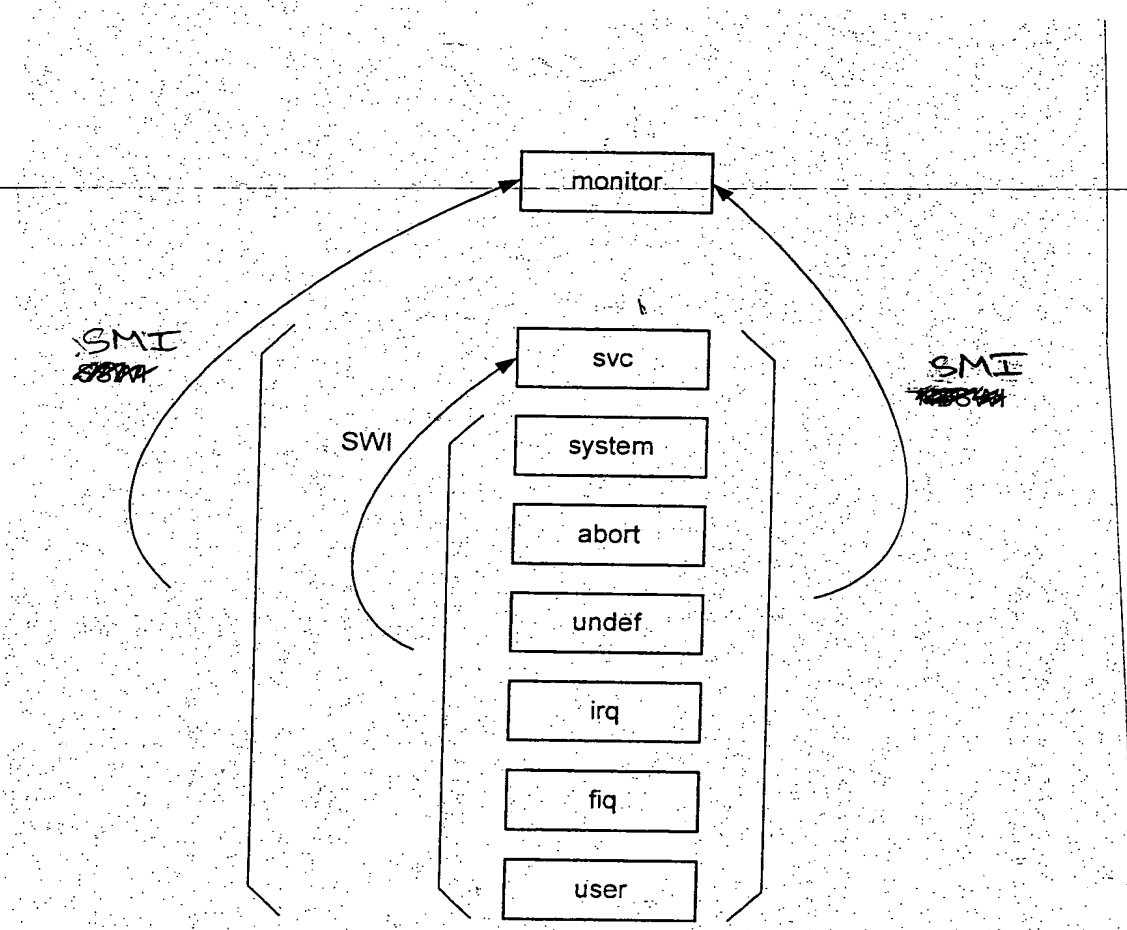 monitor
SMI
svc
SMI
SWI
system
abort
undef
irq
fiq
user